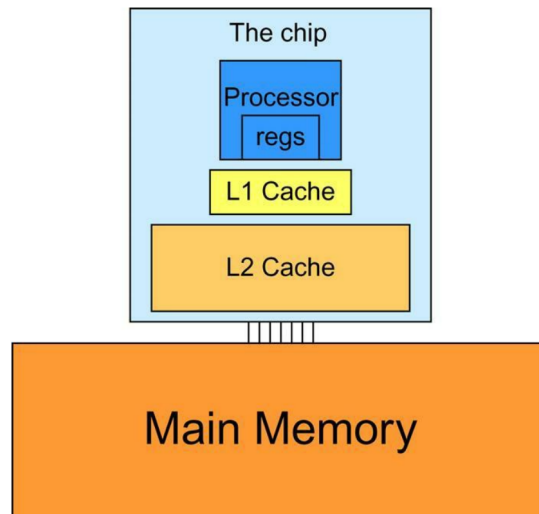 The chip
Processor
regs
L1 Cache
L2 Cache
Main Memory